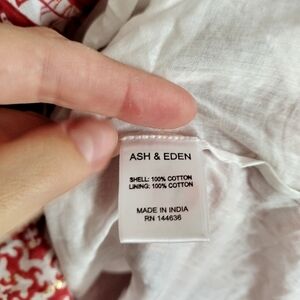 ASH & EDEN
SHELL: 100% COTTON
LINING: 100% COTTON
MADE IN INDIA
RN 144636